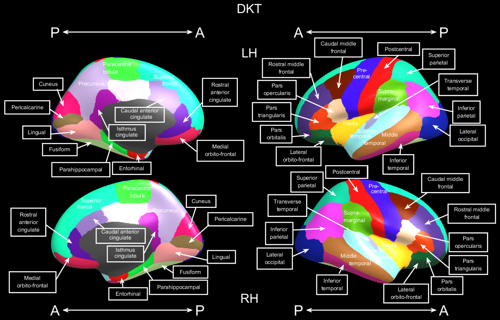 DKT
P A
A P
LH
Paracentral
lobule
Superior
frontal
Precuneus
Cuneus
Pericalcarine
Lingual
Fusiform
Parahippocampal
Entorhinal
Caudal anterior
cingulate
Isthmus
cingulate
Rostral
anterior
cingulate
Medial
orbito-frontal
Caudal middle
frontal
Rostral middle
frontal
Pars
opercularis
Pars
triangularis
Pars
orbitalis
Lateral
orbito-frontal
Pre-
central
Postcentral
Superior
parietal
Supra-
marginal
Transverse
temporal
Inferior
parietal
Lateral
occipital
Middle
temporal
Inferior
temporal
Paracentral
lobule
Superior
frontal
Rostral
anterior
cingulate
Medial
orbito-frontal
Caudal anterior
cingulate
Isthmus
cingulate
Cuneus
Pericalcarine
Lingual
Fusiform
Parahippocampal
Entorhinal
Postcentral
Superior
parietal
Transverse
temporal
Inferior
parietal
Lateral
occipital
Supra-
marginal
Pre-
central
Caudal middle
frontal
Rostral middle
frontal
Pars
opercularis
Pars
triangularis
Pars
orbitalis
Middle
temporal
Inferior
temporal
Lateral
orbito-frontal
RH
A P
P A